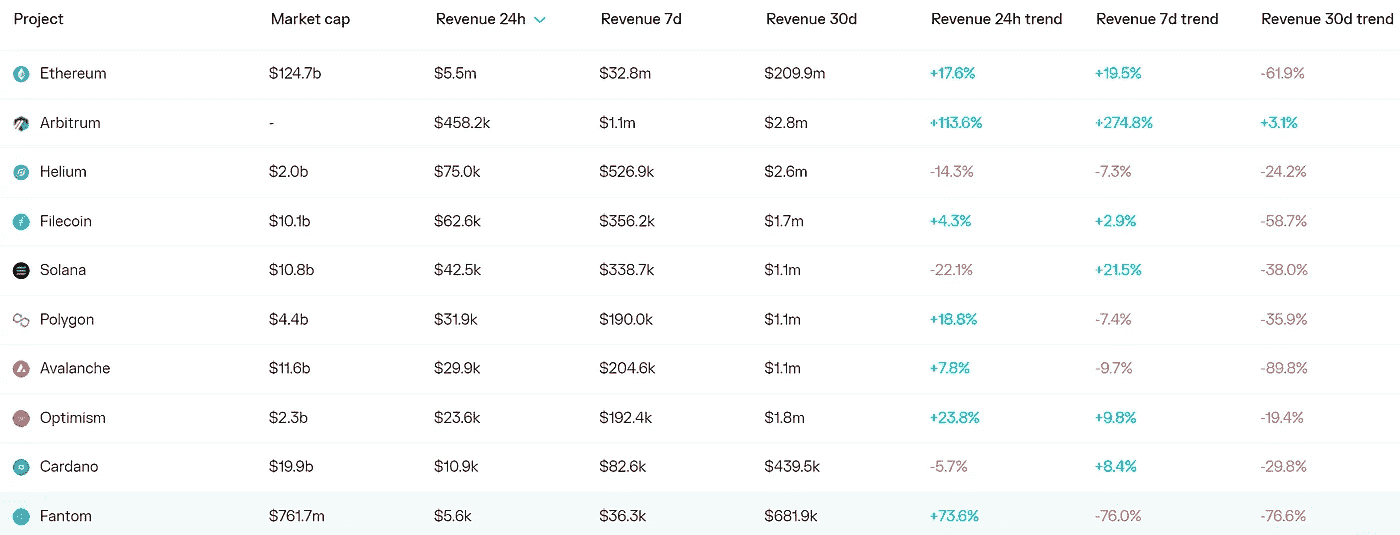 Project Market cap Revenue 24h Revenue 7d Revenue 30d Revenue 24h trend Revenue 7d trend Revenue 30d trend
Ethereum $124.7b $5.5m $32.8m $209.9m +17.6% +19.5% -61.9%
Arbitrum - $458.2k $1.1m $2.8m +113.6% +274.8% +3.1%
Helium $2.0b $75.0k $526.9k $2.6m -14.3% -7.3% -24.2%
Filecoin $10.1b $62.6k $356.2k $1.7m +4.3% +2.9% -58.7%
Solana $10.8b $42.5k $338.7k $1.1m -22.1% +21.5% -38.0%
Polygon $4.4b $31.9k $190.0k $1.1m +18.8% -7.4% -35.9%
Avalanche $11.6b $29.9k $204.6k $1.1m +7.8% -9.7% -89.8%
Optimism $2.3b $23.6k $192.4k $1.8m +23.8% +9.8% -19.4%
Cardano $19.9b $10.9k $82.6k $439.5k -5.7% +8.4% -29.8%
Fantom $761.7m $5.6k $36.3k $681.9k +73.6% -76.0% -76.6%